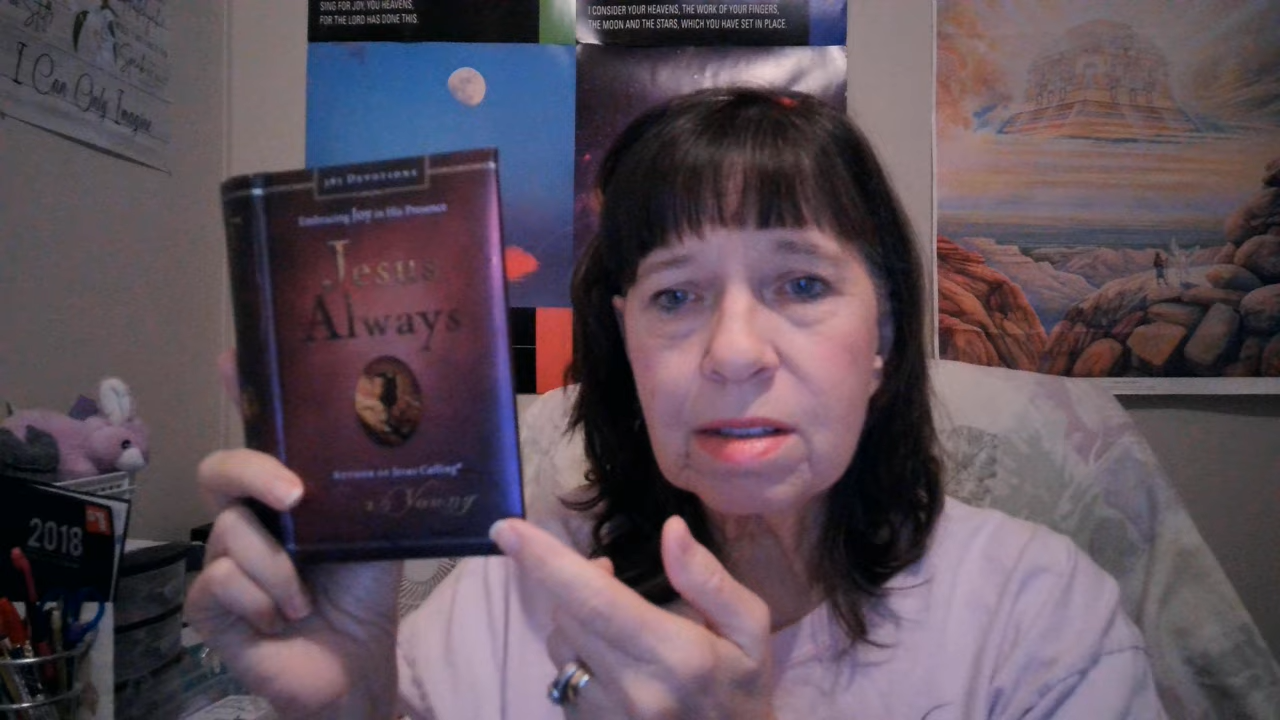 SING FOR JOY, YOU HEAVENS,
FOR THE LORD HAS DONE THIS.
I CONSIDER YOUR HEAVENS, THE WORK OF YOUR FINGERS,
THE MOON AND THE STARS, WHICH YOU HAVE SET IN PLACE.
I Can Only Imagine
365 DEVOTIONS
Embracing Joy in His Presence
Jesus
Always
AUTHOR OF Jesus Calling®
Young
2018